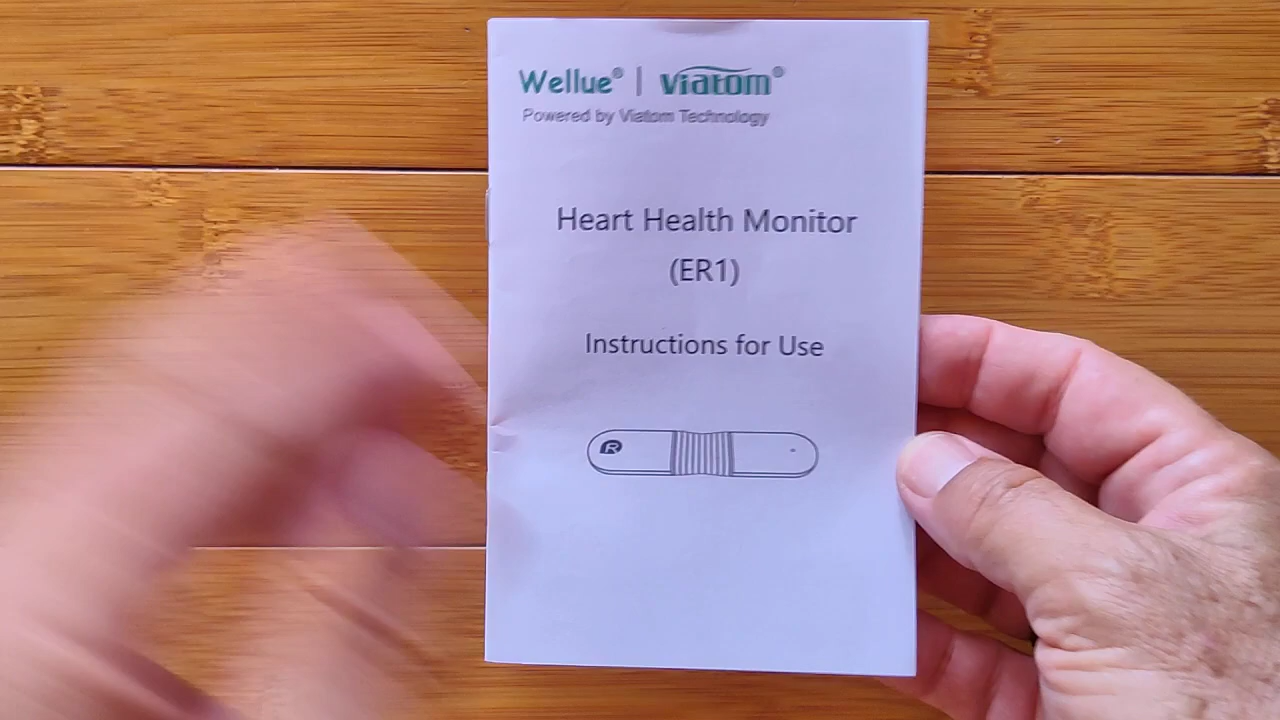 Wellue® | Viatom®
Powered by Viatom Technology
Heart Health Monitor
(ER1)
Instructions for Use
R